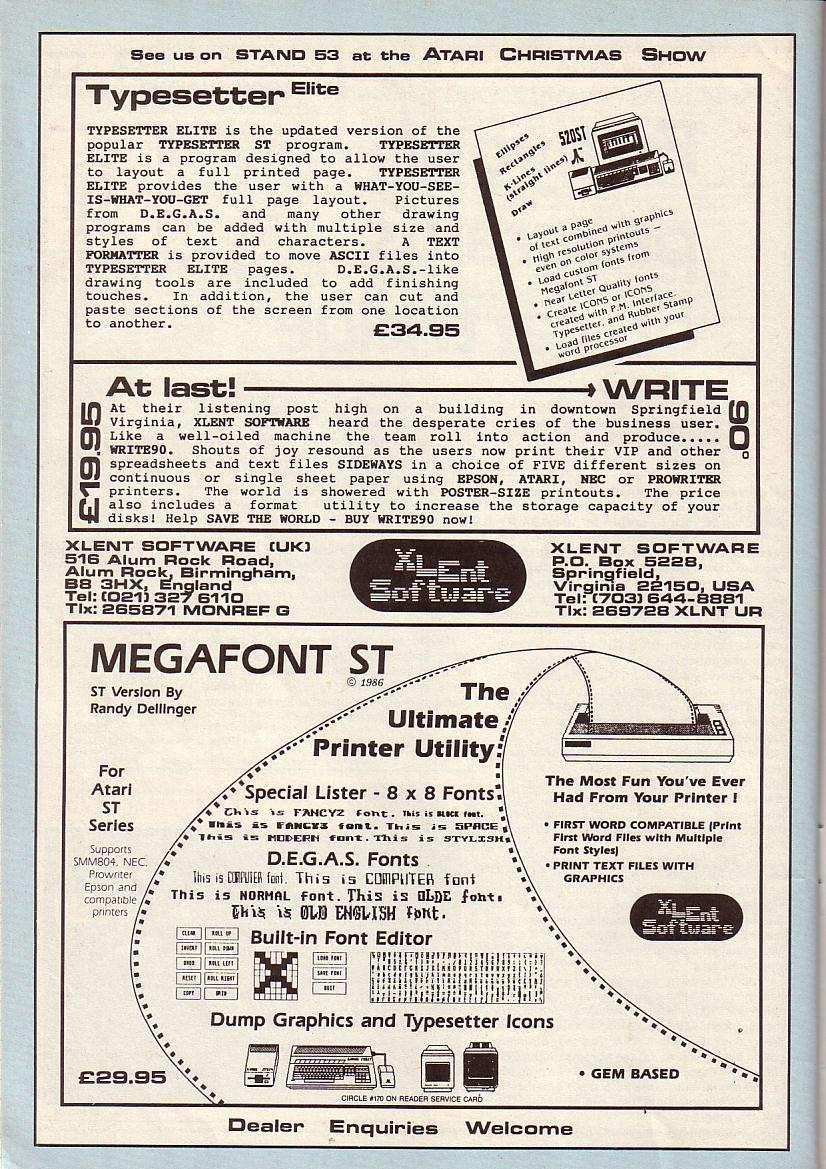 See us on STAND 53 at the ATARI CHRISTMAS SHOW
Typesetter Elite
TYPESETTER ELITE is the updated version of the
popular TYPESETTER ST program. TYPESETTER
ELITE is a program designed to allow the user
to layout a full printed page. TYPESETTER
ELITE provides the user with a WHAT-YOU-SEE-
IS-WHAT-YOU-GET full page layout. Pictures
from D.E.G.A.S. and many other drawing
programs can be added with multiple size and
styles of text and characters. A TEXT
FORMATTER is provided to move ASCII files into
TYPESETTER ELITE pages. D.E.G.A.S.-like
drawing tools are included to add finishing
touches. In addition, the user can cut and
paste sections of the screen from one location
to another.
£34.95
Ellipses
Rectangles
K-Lines
(straight lines)
Draw
520ST
• Layout a page
of text combined with graphics
• High resolution printouts —
even on color systems
• Load custom fonts from
Megafont ST
• Near Letter Quality fonts
• Create ICONS or ICONS
created with P.M. Interface,
Typesetter, and Rubber Stamp
• Load files created with your
word processor
At last! WRITE 90°
£19.95
At their listening post high on a building in downtown Springfield
Virginia, XLENT SOFTWARE heard the desperate cries of the business user.
Like a well-oiled machine the team roll into action and produce.....
WRITE90. Shouts of joy resound as the users now print their VIP and other
spreadsheets and text files SIDEWAYS in a choice of FIVE different sizes on
continuous or single sheet paper using EPSON, ATARI, NEC or PROWRITER
printers. The world is showered with POSTER-SIZE printouts. The price
also includes a format utility to increase the storage capacity of your
disks! Help SAVE THE WORLD - BUY WRITE90 now!
XLENT SOFTWARE (UK)
516 Alum Rock Road,
Alum Rock, Birmingham,
B8 3HX, England
Tel: (021) 327 6110
Tlx: 265871 MONREF G
XLEnt
Software
XLENT SOFTWARE
P.O. Box 5228,
Springfield,
Virginia 22150, USA
Tel: (703) 644-8881
Tlx: 269728 XLNT UR
MEGAFONT ST
© 1986
ST Version By
Randy Dellinger
The
Ultimate
Printer Utility
For
Atari
ST
Series
Supports
SMM804, NEC,
Prowriter
Epson and
compatible
printers
Special Lister - 8 x 8 Fonts
This is FANCY2 font. This is BLOCK font.
This is FANCY3 font. This is SPACE
This is MODERN font. This is STYLISH
D.E.G.A.S. Fonts
This is COMPUTER font. This is COMPUTER font
This is NORMAL font. This is OLDE font.
This is OLD ENGLISH font.
Built-in Font Editor
CLEAR
ROLL UP
INVERT
ROLL DOWN
UNDO
ROLL LEFT
RESET
ROLL RIGHT
COPY
GRID
LOAD FONT
SAVE FONT
QUIT
Dump Graphics and Typesetter Icons
The Most Fun You've Ever
Had From Your Printer !
• FIRST WORD COMPATIBLE (Print
First Word Files with Multiple
Font Styles)
• PRINT TEXT FILES WITH
GRAPHICS
XLEnt
Software
£29.95
• GEM BASED
CIRCLE #170 ON READER SERVICE CARD
Dealer Enquiries Welcome